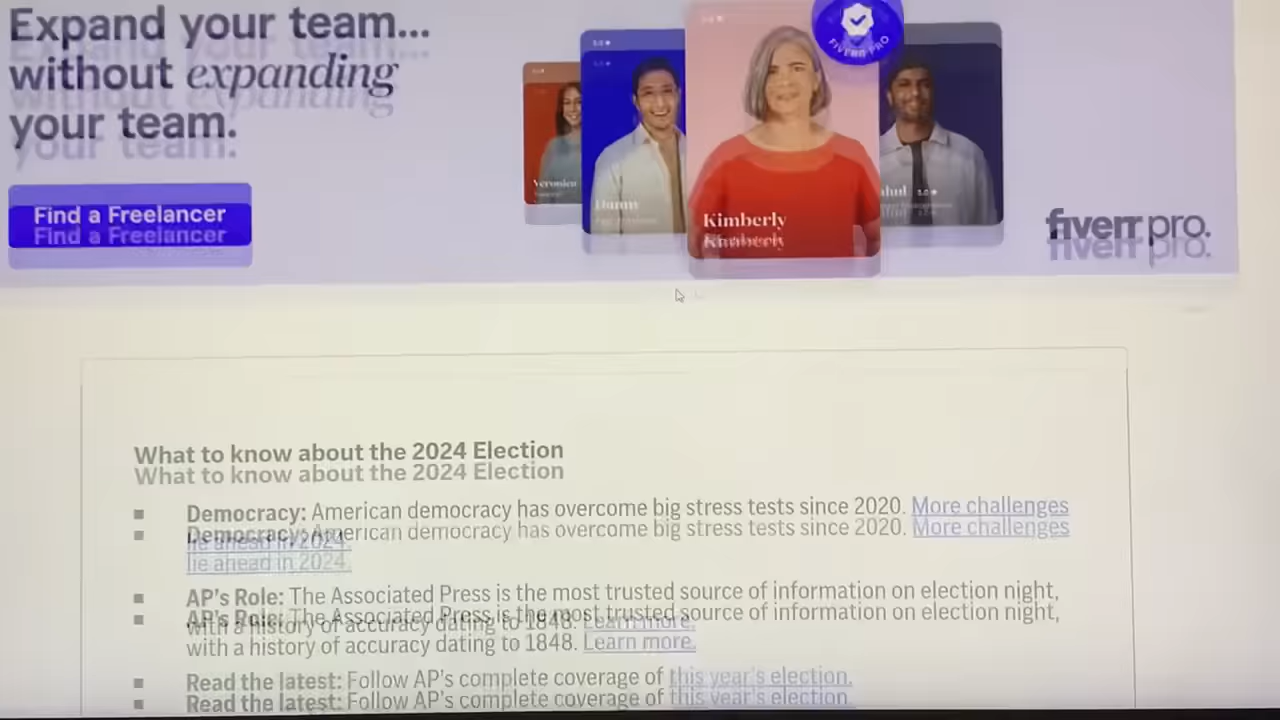 Expand your team...
without expanding
your team.
Find a Freelancer
FIVERR PRO
Veronica
Danny
Kimberly
fiverr pro.
What to know about the 2024 Election
Democracy: American democracy has overcome big stress tests since 2020. More challenges
lie ahead in 2024.
AP's Role: The Associated Press is the most trusted source of information on election night,
with a history of accuracy dating to 1848. Learn more.
Read the latest: Follow AP's complete coverage of this year's election.